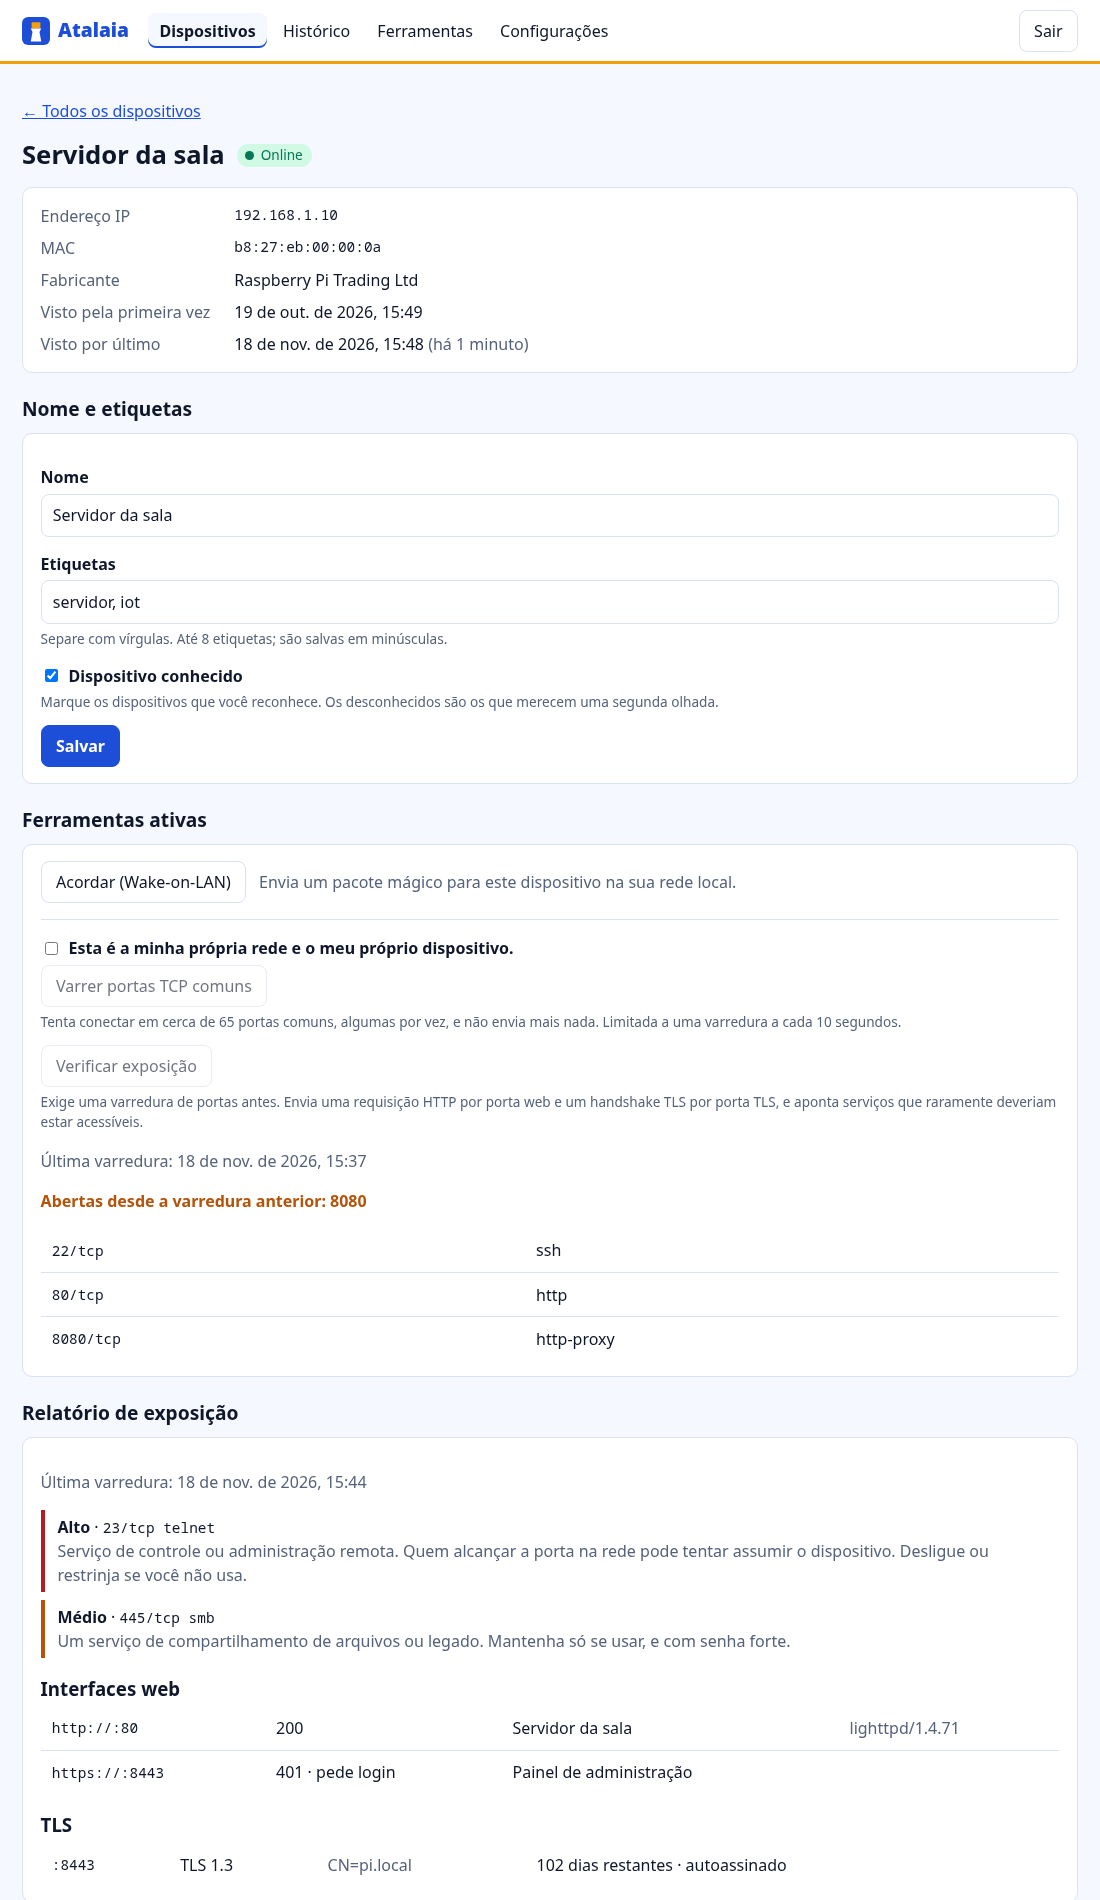 Atalaia Dispositivos Histórico Ferramentas Configurações Sair
← Todos os dispositivos
Servidor da sala Online
Endereço IP 192.168.1.10
MAC b8:27:eb:00:00:0a
Fabricante Raspberry Pi Trading Ltd
Visto pela primeira vez 19 de out. de 2026, 15:49
Visto por último 18 de nov. de 2026, 15:48 (há 1 minuto)
Nome e etiquetas
Nome
Servidor da sala
Etiquetas
servidor, iot
Separe com vírgulas. Até 8 etiquetas; são salvas em minúsculas.
Dispositivo conhecido
Marque os dispositivos que você reconhece. Os desconhecidos são os que merecem uma segunda olhada.
Salvar
Ferramentas ativas
Acordar (Wake-on-LAN) Envia um pacote mágico para este dispositivo na sua rede local.
Esta é a minha própria rede e o meu próprio dispositivo.
Varrer portas TCP comuns
Tenta conectar em cerca de 65 portas comuns, algumas por vez, e não envia mais nada. Limitada a uma varredura a cada 10 segundos.
Verificar exposição
Exige uma varredura de portas antes. Envia uma requisição HTTP por porta web e um handshake TLS por porta TLS, e aponta serviços que raramente deveriam
estar acessíveis.
Última varredura: 18 de nov. de 2026, 15:37
Abertas desde a varredura anterior: 8080
22/tcp ssh
80/tcp http
8080/tcp http-proxy
Relatório de exposição
Última varredura: 18 de nov. de 2026, 15:44
Alto · 23/tcp telnet
Serviço de controle ou administração remota. Quem alcançar a porta na rede pode tentar assumir o dispositivo. Desligue ou
restrinja se você não usa.
Médio · 445/tcp smb
Um serviço de compartilhamento de arquivos ou legado. Mantenha só se usar, e com senha forte.
Interfaces web
http://:80 200 Servidor da sala lighttpd/1.4.71
https://:8443 401 · pede login Painel de administração
TLS
:8443 TLS 1.3 CN=pi.local 102 dias restantes · autoassinado